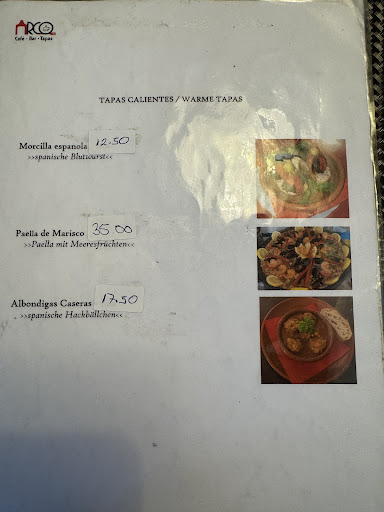 ARCO
Cafe - Bar - Tapas
TAPAS CALIENTES / WARME TAPAS
Morcilla espanola 12.50
>>spanische Blutwurst<<
Paella de Marisco 35.00
>>Paella mit Meeresfrüchten<<
Albondigas Caseras 17.50
>>spanische Hackbällchen<<